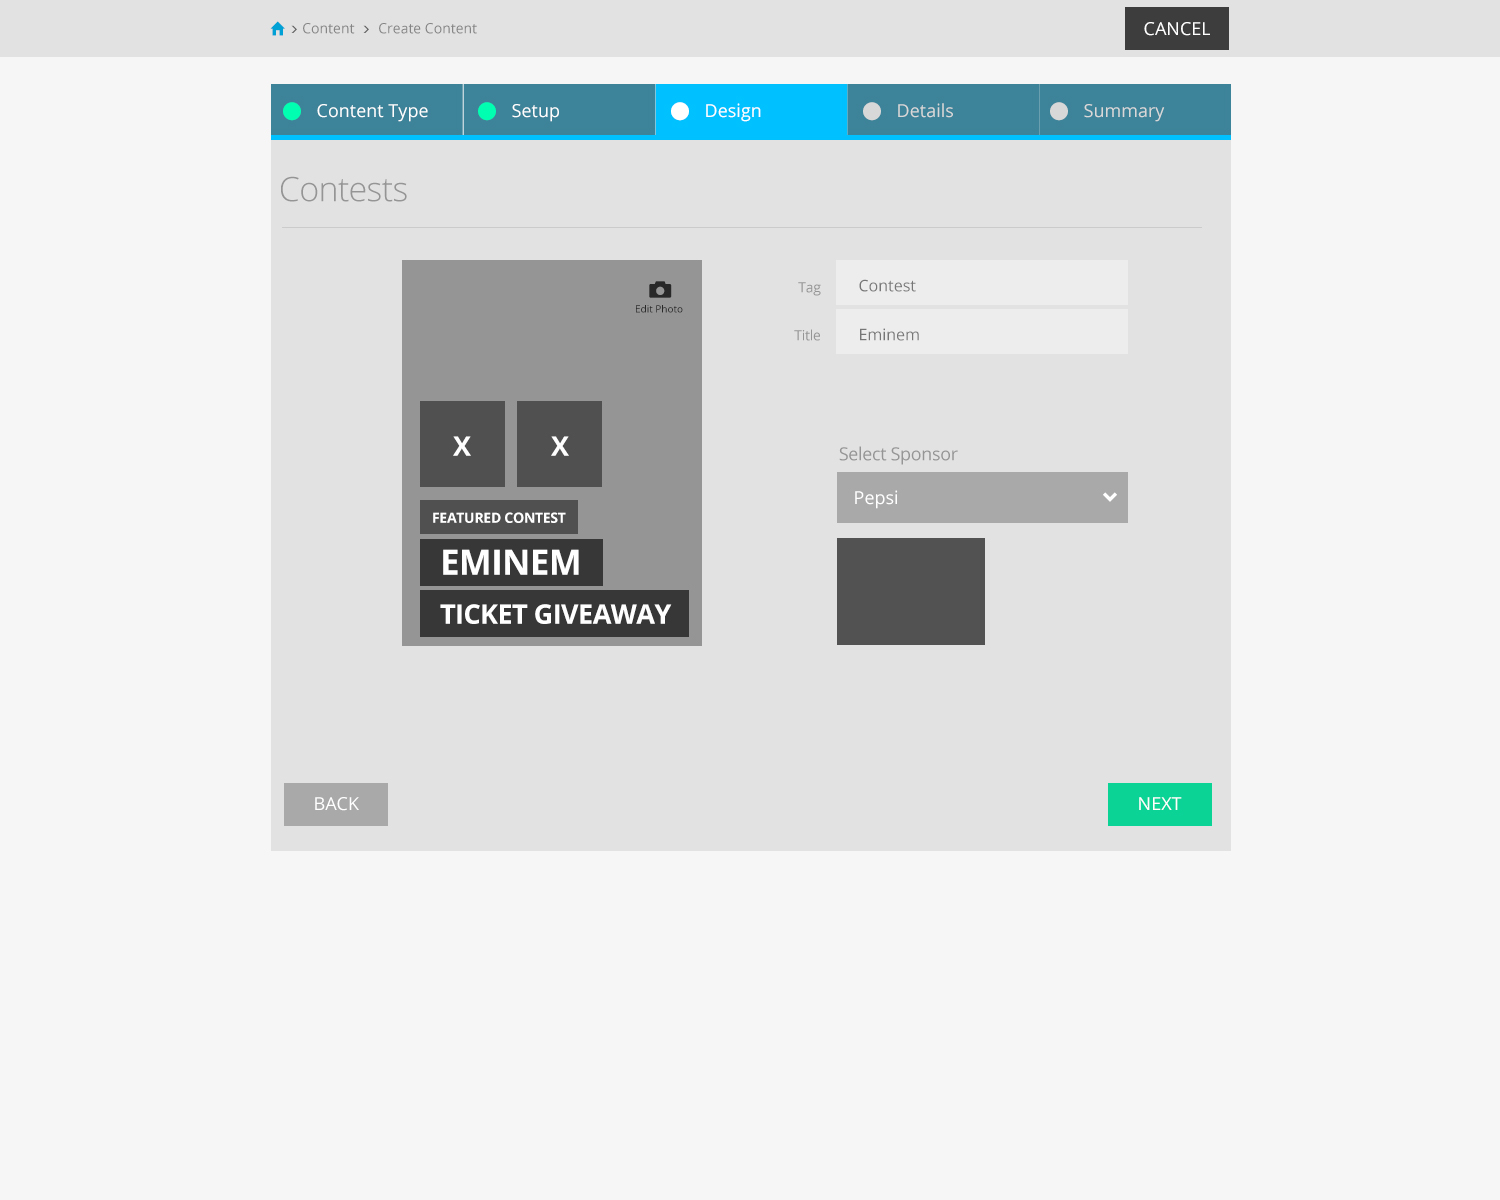 Content Create Content
CANCEL
Content Type Setup Design Details Summary
Contests
Edit Photo
X X
FEATURED CONTEST
EMINEM
TICKET GIVEAWAY
Tag Contest
Title Eminem
Select Sponsor
Pepsi
BACK NEXT